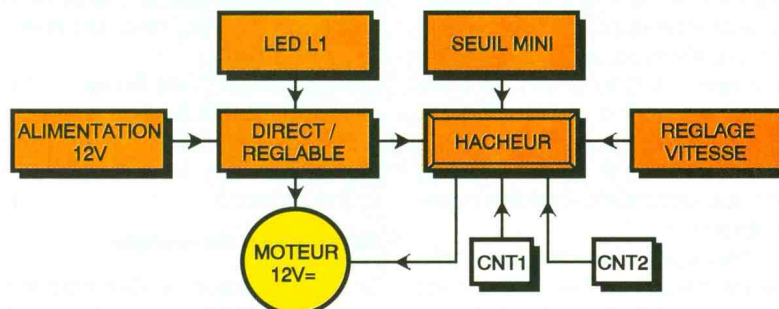 LED L1
SEUIL MINI
ALIMENTATION
12V
DIRECT /
REGLABLE
HACHEUR
REGLAGE
VITESSE
MOTEUR
12V=
CNT1
CNT2